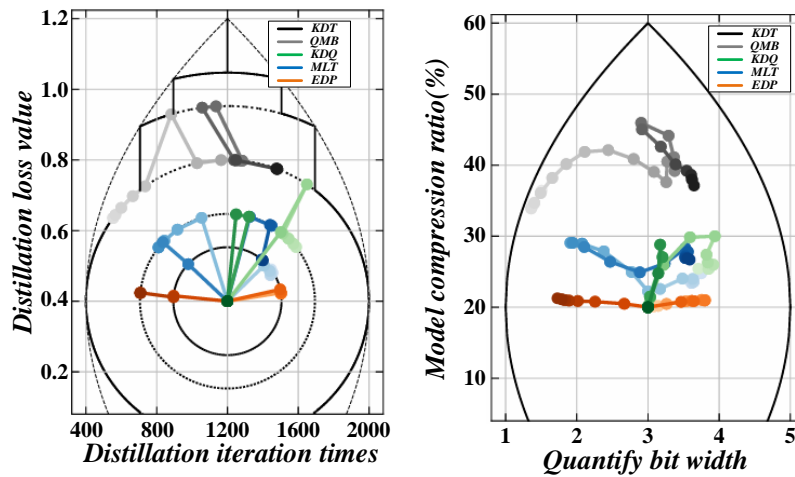 Distillation loss value
1.2
1.0
0.8
0.6
0.4
0.2
400 800 1200 1600 2000
Distillation iteration times
KDT
QMB
KDQ
MLT
EDP
Model compression ratio(%)
60
50
40
30
20
10
1 2 3 4 5
Quantify bit width
KDT
QMB
KDQ
MLT
EDP